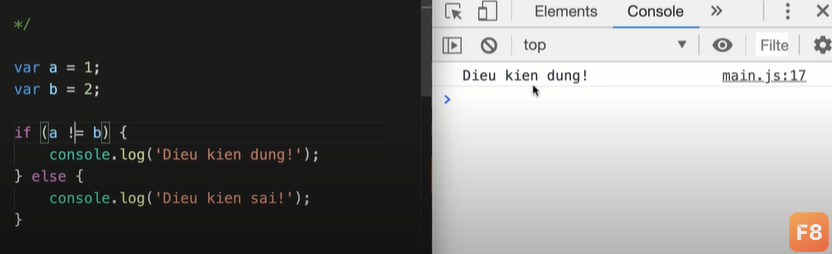 */
var a = 1;
var b = 2;
if (a != b) {
    console.log('Dieu kien dung!');
} else {
    console.log('Dieu kien sai!');
}
Elements Console
top Filte
Dieu kien dung! main.js:17
F8